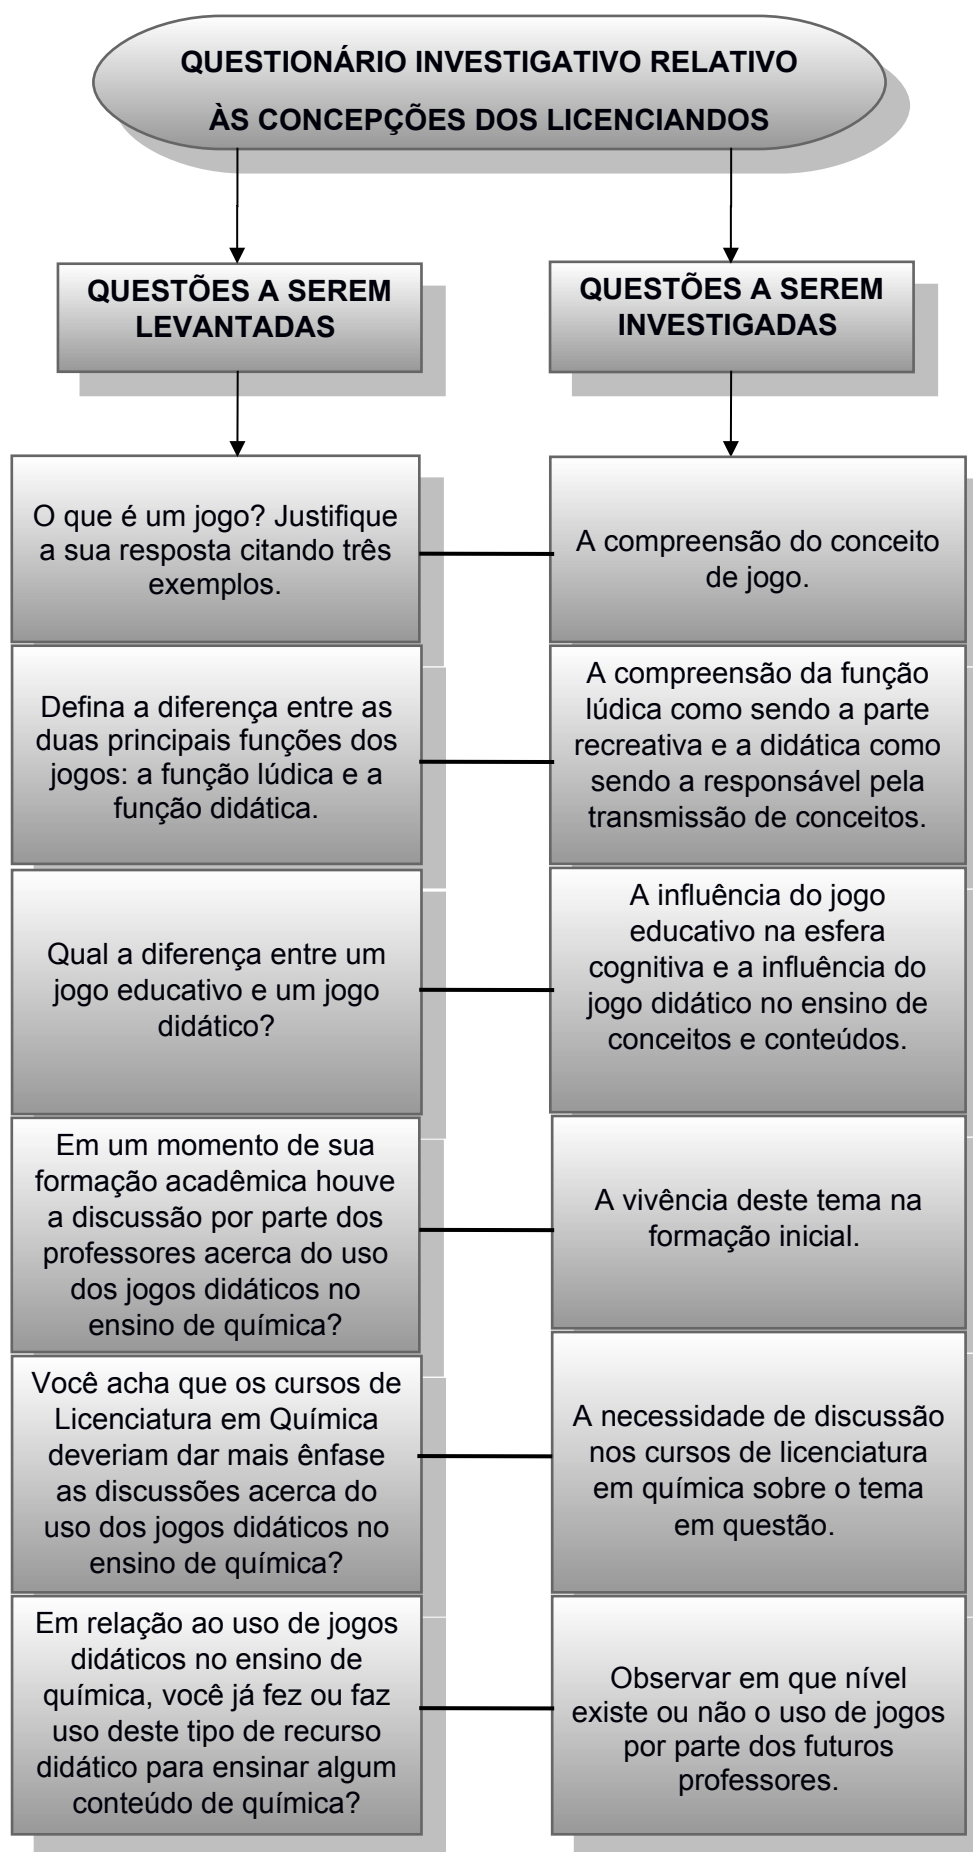 QUESTIONÁRIO INVESTIGATIVO RELATIVO
ÀS CONCEPÇÕES DOS LICENCIANDOS
QUESTÕES A SEREM
LEVANTADAS
QUESTÕES A SEREM
INVESTIGADAS
O que é um jogo? Justifique
a sua resposta citando três
exemplos.
A compreensão do conceito
de jogo.
Defina a diferença entre as
duas principais funções dos
jogos: a função lúdica e a
função didática.
A compreensão da função
lúdica como sendo a parte
recreativa e a didática como
sendo a responsável pela
transmissão de conceitos.
Qual a diferença entre um
jogo educativo e um jogo
didático?
A influência do jogo
educativo na esfera
cognitiva e a influência do
jogo didático no ensino de
conceitos e conteúdos.
Em um momento de sua
formação acadêmica houve
a discussão por parte dos
professores acerca do uso
dos jogos didáticos no
ensino de química?
A vivência deste tema na
formação inicial.
Você acha que os cursos de
Licenciatura em Química
deveriam dar mais ênfase
as discussões acerca do
uso dos jogos didáticos no
ensino de química?
A necessidade de discussão
nos cursos de licenciatura
em química sobre o tema
em questão.
Em relação ao uso de jogos
didáticos no ensino de
química, você já fez ou faz
uso deste tipo de recurso
didático para ensinar algum
conteúdo de química?
Observar em que nível
existe ou não o uso de jogos
por parte dos futuros
professores.